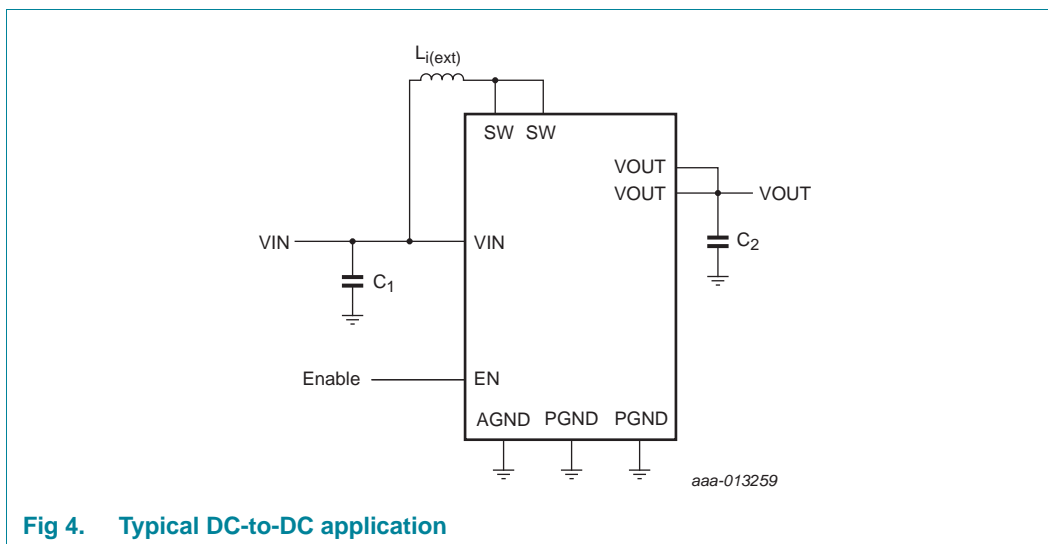 Li(ext)
SW SW
VOUT
VOUT VOUT
VIN VIN
C2
C1
Enable EN
AGND PGND PGND
aaa-013259
Fig 4. Typical DC-to-DC application